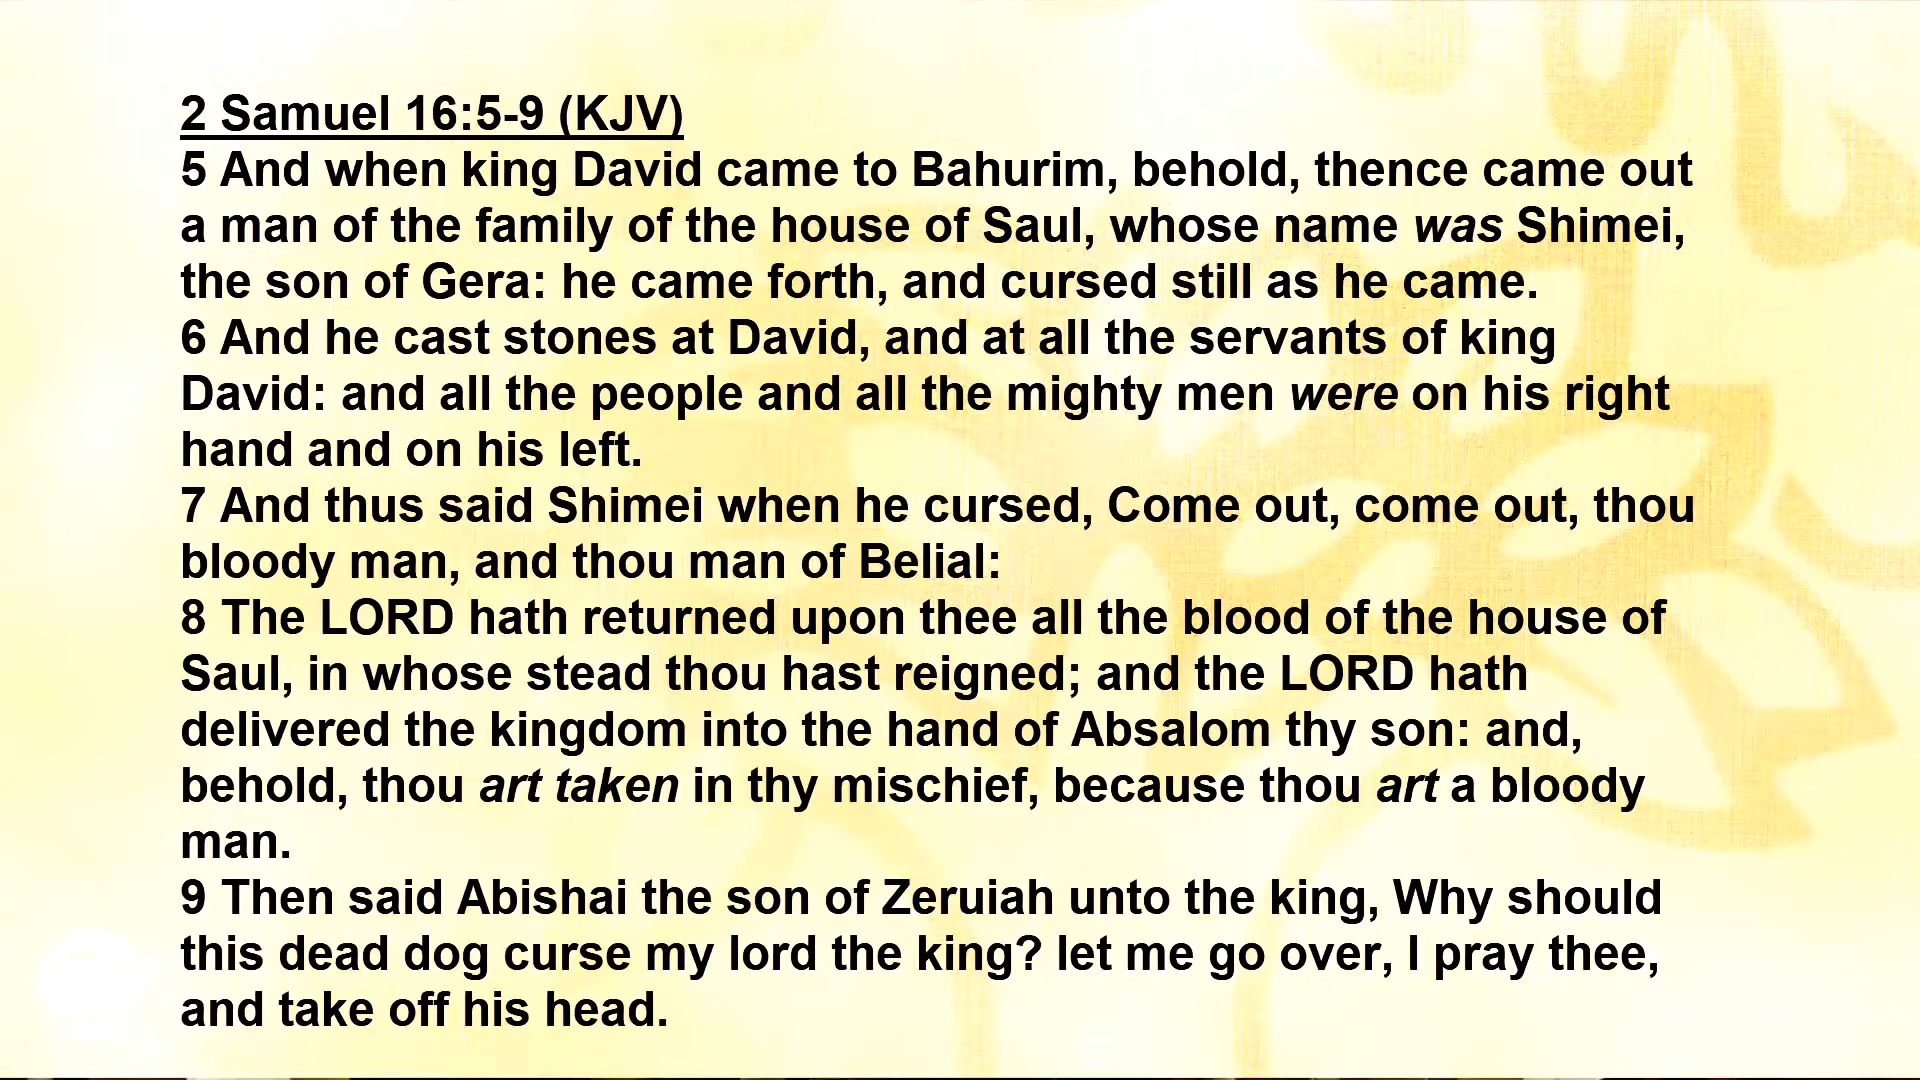 2 Samuel 16:5-9 (KJV)
5 And when king David came to Bahurim, behold, thence came out
a man of the family of the house of Saul, whose name was Shimei,
the son of Gera: he came forth, and cursed still as he came.
6 And he cast stones at David, and at all the servants of king
David: and all the people and all the mighty men were on his right
hand and on his left.
7 And thus said Shimei when he cursed, Come out, come out, thou
bloody man, and thou man of Belial:
8 The LORD hath returned upon thee all the blood of the house of
Saul, in whose stead thou hast reigned; and the LORD hath
delivered the kingdom into the hand of Absalom thy son: and,
behold, thou art taken in thy mischief, because thou art a bloody
man.
9 Then said Abishai the son of Zeruiah unto the king, Why should
this dead dog curse my lord the king? let me go over, I pray thee,
and take off his head.